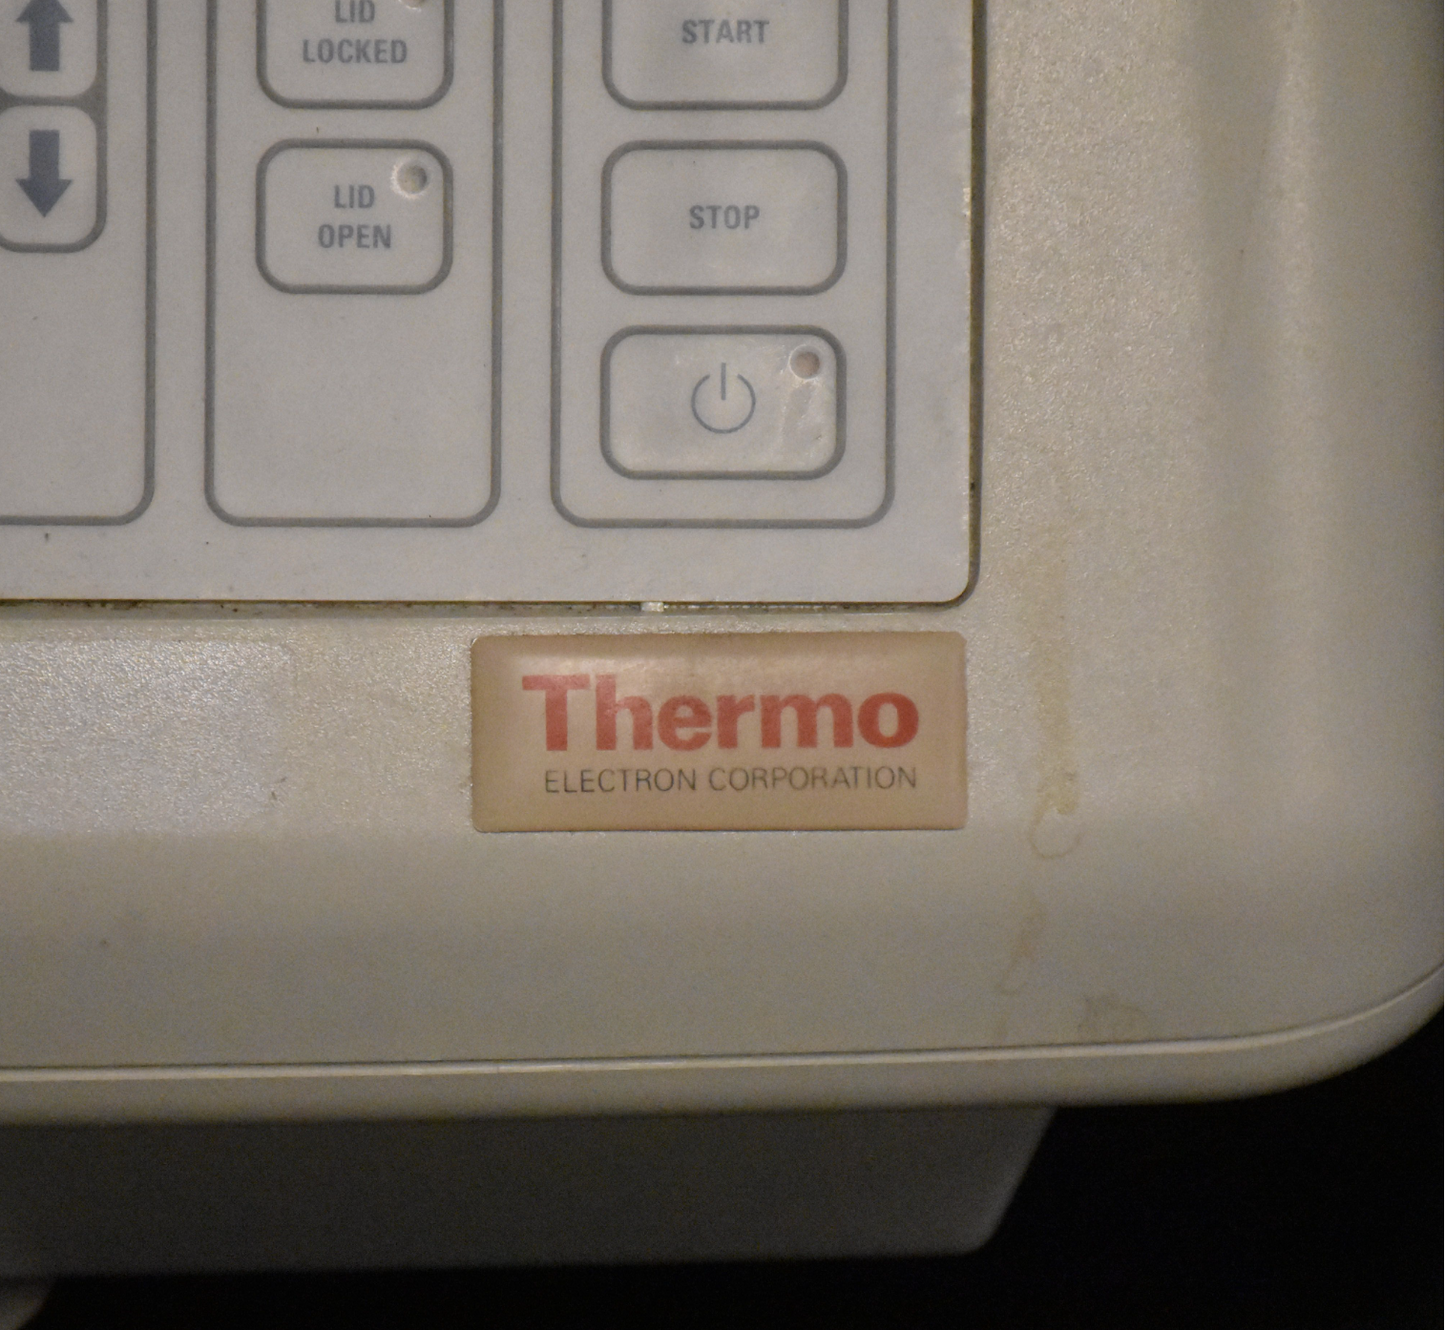 LID
LOCKED
START
LID
OPEN
STOP
Thermo
ELECTRON CORPORATION